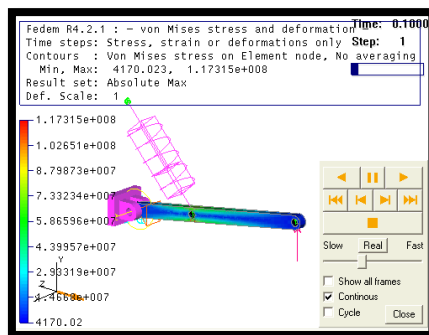 Fedem R4.2.1 : - von Mises stress and deformation
Time: 0.1000
Time steps: Stress, strain or deformations only
Step: 1
Contours : Von Mises stress on Element node, No averaging
Min, Max: 4170.023, 1.17315e+008
Result set: Absolute Max
Def. Scale: 1
1.17315e+008
1.02651e+008
8.79873e+007
7.33234e+007
5.86596e+007
4.39957e+007
2.93319e+007
1.4668e+007
4170.02
Y
Z
Slow Real Fast
Show all frames
Continous
Cycle
Close